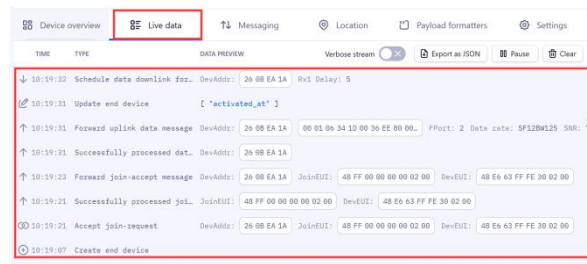 Device overview Live data Messaging Location Payload formatters Settings
TIME TYPE DATA PREVIEW Verbose stream Export as JSON Pause Clear
10:19:32 Schedule data downlink for… DevAddr: 26 0B EA 1A Rx1 Delay: 5
10:19:31 Update end device [ "activated_at" ]
10:19:31 Forward uplink data message DevAddr: 26 0B EA 1A 00 01 06 34 1D 00 36 EE 80 00… FPort: 2 Data rate: SF12BW125 SNR:
10:19:31 Successfully processed dat… DevAddr: 26 0B EA 1A
10:19:23 Forward join-accept message DevAddr: 26 0B EA 1A JoinEUI: 48 FF 00 00 00 00 02 00 DevEUI: 48 E6 63 FF FE 30 02 00
10:19:21 Successfully processed joi… JoinEUI: 48 FF 00 00 00 00 02 00 DevEUI: 48 E6 63 FF FE 30 02 00
10:19:21 Accept join-request DevAddr: 26 0B EA 1A JoinEUI: 48 FF 00 00 00 00 02 00 DevEUI: 48 E6 63 FF FE 30 02 00
10:19:07 Create end device